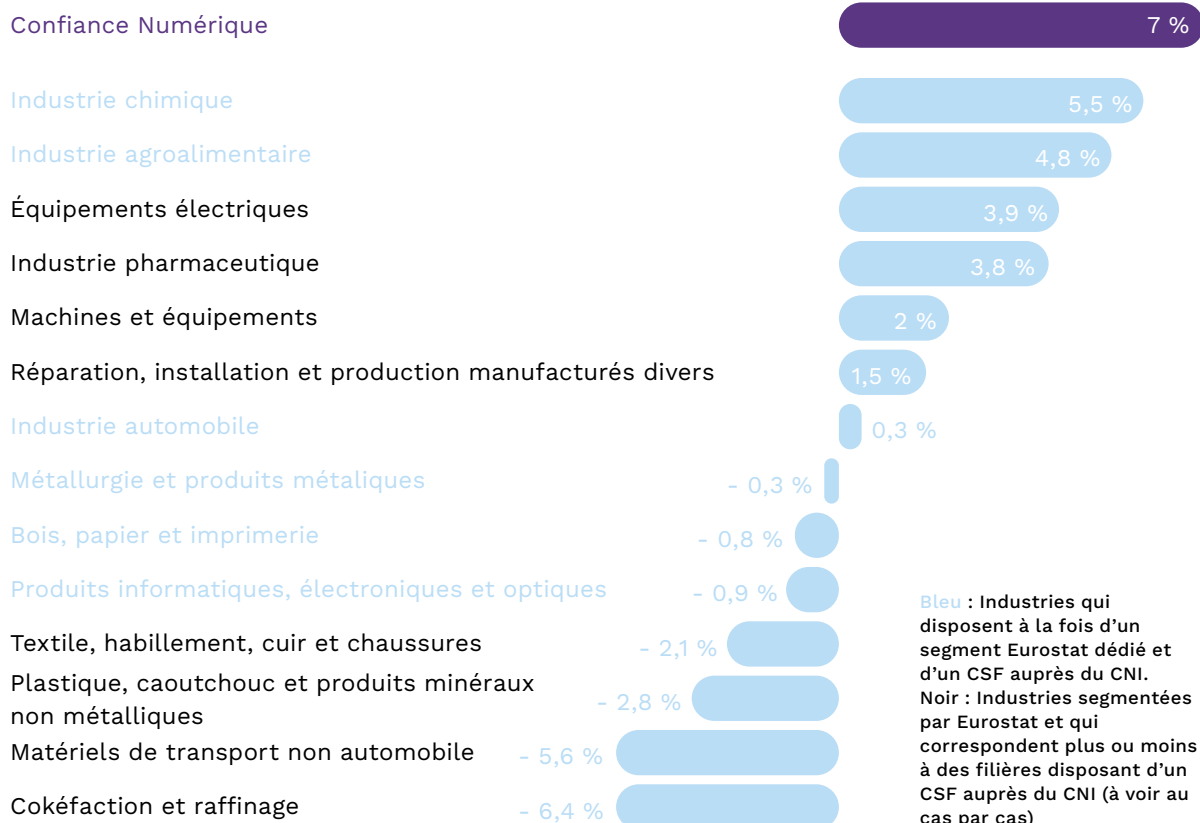 Confiance Numérique 7 %
Industrie chimique 5,5 %
Industrie agroalimentaire 4,8 %
Équipements électriques 3,9 %
Industrie pharmaceutique 3,8 %
Machines et équipements 2 %
Réparation, installation et production manufacturés divers 1,5 %
Industrie automobile 0,3 %
Métallurgie et produits métaliques - 0,3 %
Bois, papier et imprimerie - 0,8 %
Produits informatiques, électroniques et optiques - 0,9 %
Textile, habillement, cuir et chaussures - 2,1 %
Plastique, caoutchouc et produits minéraux
non métalliques - 2,8 %
Matériels de transport non automobile - 5,6 %
Cokéfaction et raffinage - 6,4 %
Bleu : Industries qui
disposent à la fois d'un
segment Eurostat dédié et
d'un CSF auprès du CNI.
Noir : Industries segmentées
par Eurostat et qui
correspondent plus ou moins
à des filières disposant d'un
CSF auprès du CNI (à voir au
cas par cas)